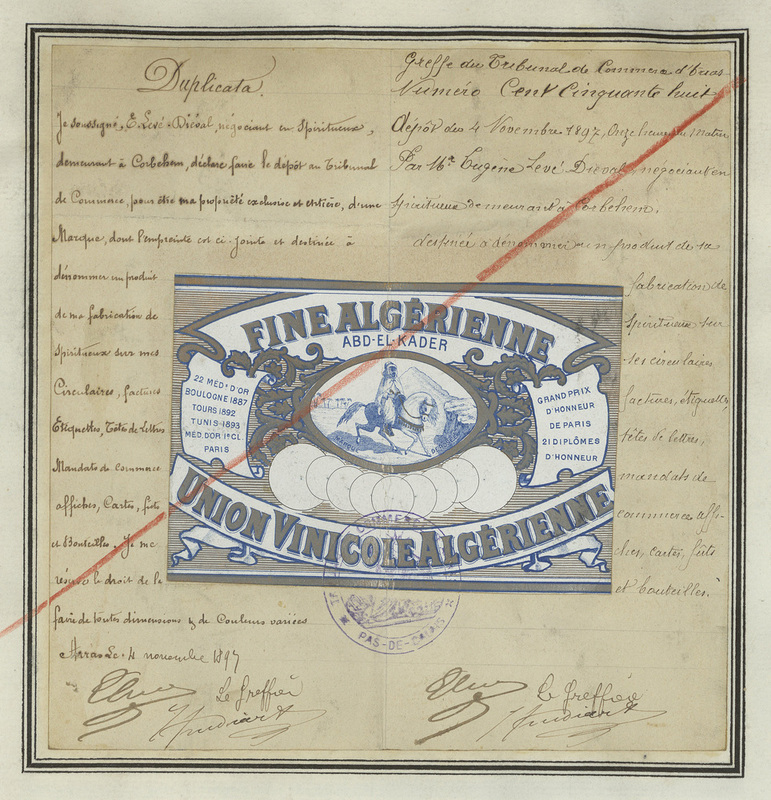 Duplicata.
Je soussigné, E. Levé-Diéval, négociant en Spiritueux,
demeurant à Corbehem, déclare faire le dépôt au Tribunal
de Commerce, pour être ma propriété exclusive et entière, d'une
Marque, dont l'empreinte est ci-jointe et destinée à
dénommer un produit
de ma fabrication de
Spiritueux sur mes
Circulaires, factures
Etiquettes, Têtes de Lettres
Mandats de Commerce
affiches, Cartes, fûts
et Bouteilles. Je me
réserve le droit de le
faire de toutes dimensions & de Couleurs variées
Arras Le 4 novembre 1897
Le Greffier
Greffe du Tribunal de Commerce d'Arras
Numéro Cent Cinquante huit
dépôt du 4 Novembre 1897, Onze heures du matin
Par Mr Eugène Levé Diéval, négociant en
spiritueux demeurant à Corbehem.
destinée à dénommer un produit de sa
fabrication de
spiritueux sur
ses circulaires
factures, étiquettes,
têtes de lettres,
mandats de
commerce affi-
ches, cartes, fûts
et bouteilles.
Le Greffier
FINE ALGÉRIENNE
ABD-EL-KADER
22 MEDES D'OR
BOULOGNE 1887
TOURS 1892
TUNIS 1893
MED. D'OR 1RE CL.
PARIS
GRAND PRIX
D'HONNEUR
DE PARIS
21 DIPLÔMES
D'HONNEUR
UNION VINICOLE ALGÉRIENNE
PAS-DE-CALAIS